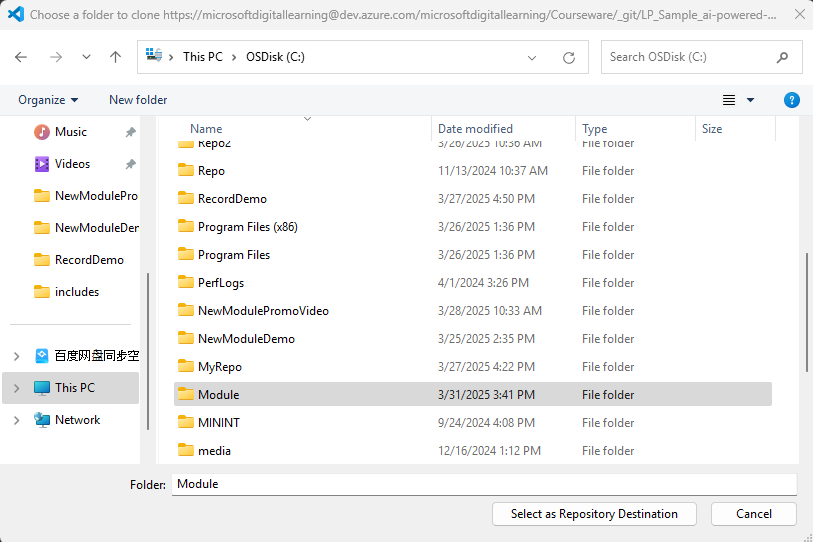 Choose a folder to clone https://microsoftdigitallearning@dev.azure.com/microsoftdigitallearning/Courseware/_git/LP_Sample_ai-powered-...
This PC > OSDisk (C:)
Search OSDisk (C:)
Organize
New folder
?
Music
Videos
NewModulePro
NewModuleDer
RecordDemo
includes
百度网盘同步空
This PC
Network
Name Date modified Type Size
Repo2 3/26/2025 10:36 AM File folder
Repo 11/13/2024 10:37 AM File folder
RecordDemo 3/27/2025 4:50 PM File folder
Program Files (x86) 3/26/2025 1:36 PM File folder
Program Files 3/26/2025 1:36 PM File folder
PerfLogs 4/1/2024 3:26 PM File folder
NewModulePromoVideo 3/28/2025 10:33 AM File folder
NewModuleDemo 3/25/2025 2:35 PM File folder
MyRepo 3/27/2025 4:22 PM File folder
Module 3/31/2025 3:41 PM File folder
MININT 9/24/2024 4:08 PM File folder
media 12/16/2024 1:12 PM File folder
Folder: Module
Select as Repository Destination
Cancel